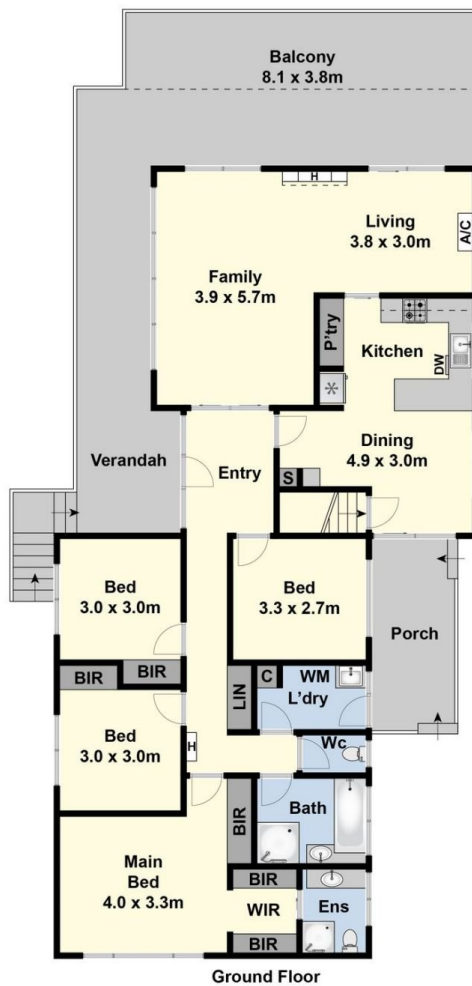 Balcony
8.1 x 3.8m
H
Living
3.8 x 3.0m
A/C
Family
3.9 x 5.7m
P'try
Kitchen
DW
Dining
4.9 x 3.0m
Verandah
Entry
S
Bed
3.0 x 3.0m
Bed
3.3 x 2.7m
Porch
BIR
BIR
LIN
C
WM
L'dry
Bed
3.0 x 3.0m
H
Wc
Bath
BIR
Main
Bed
4.0 x 3.3m
BIR
WIR
BIR
Ens
Ground Floor